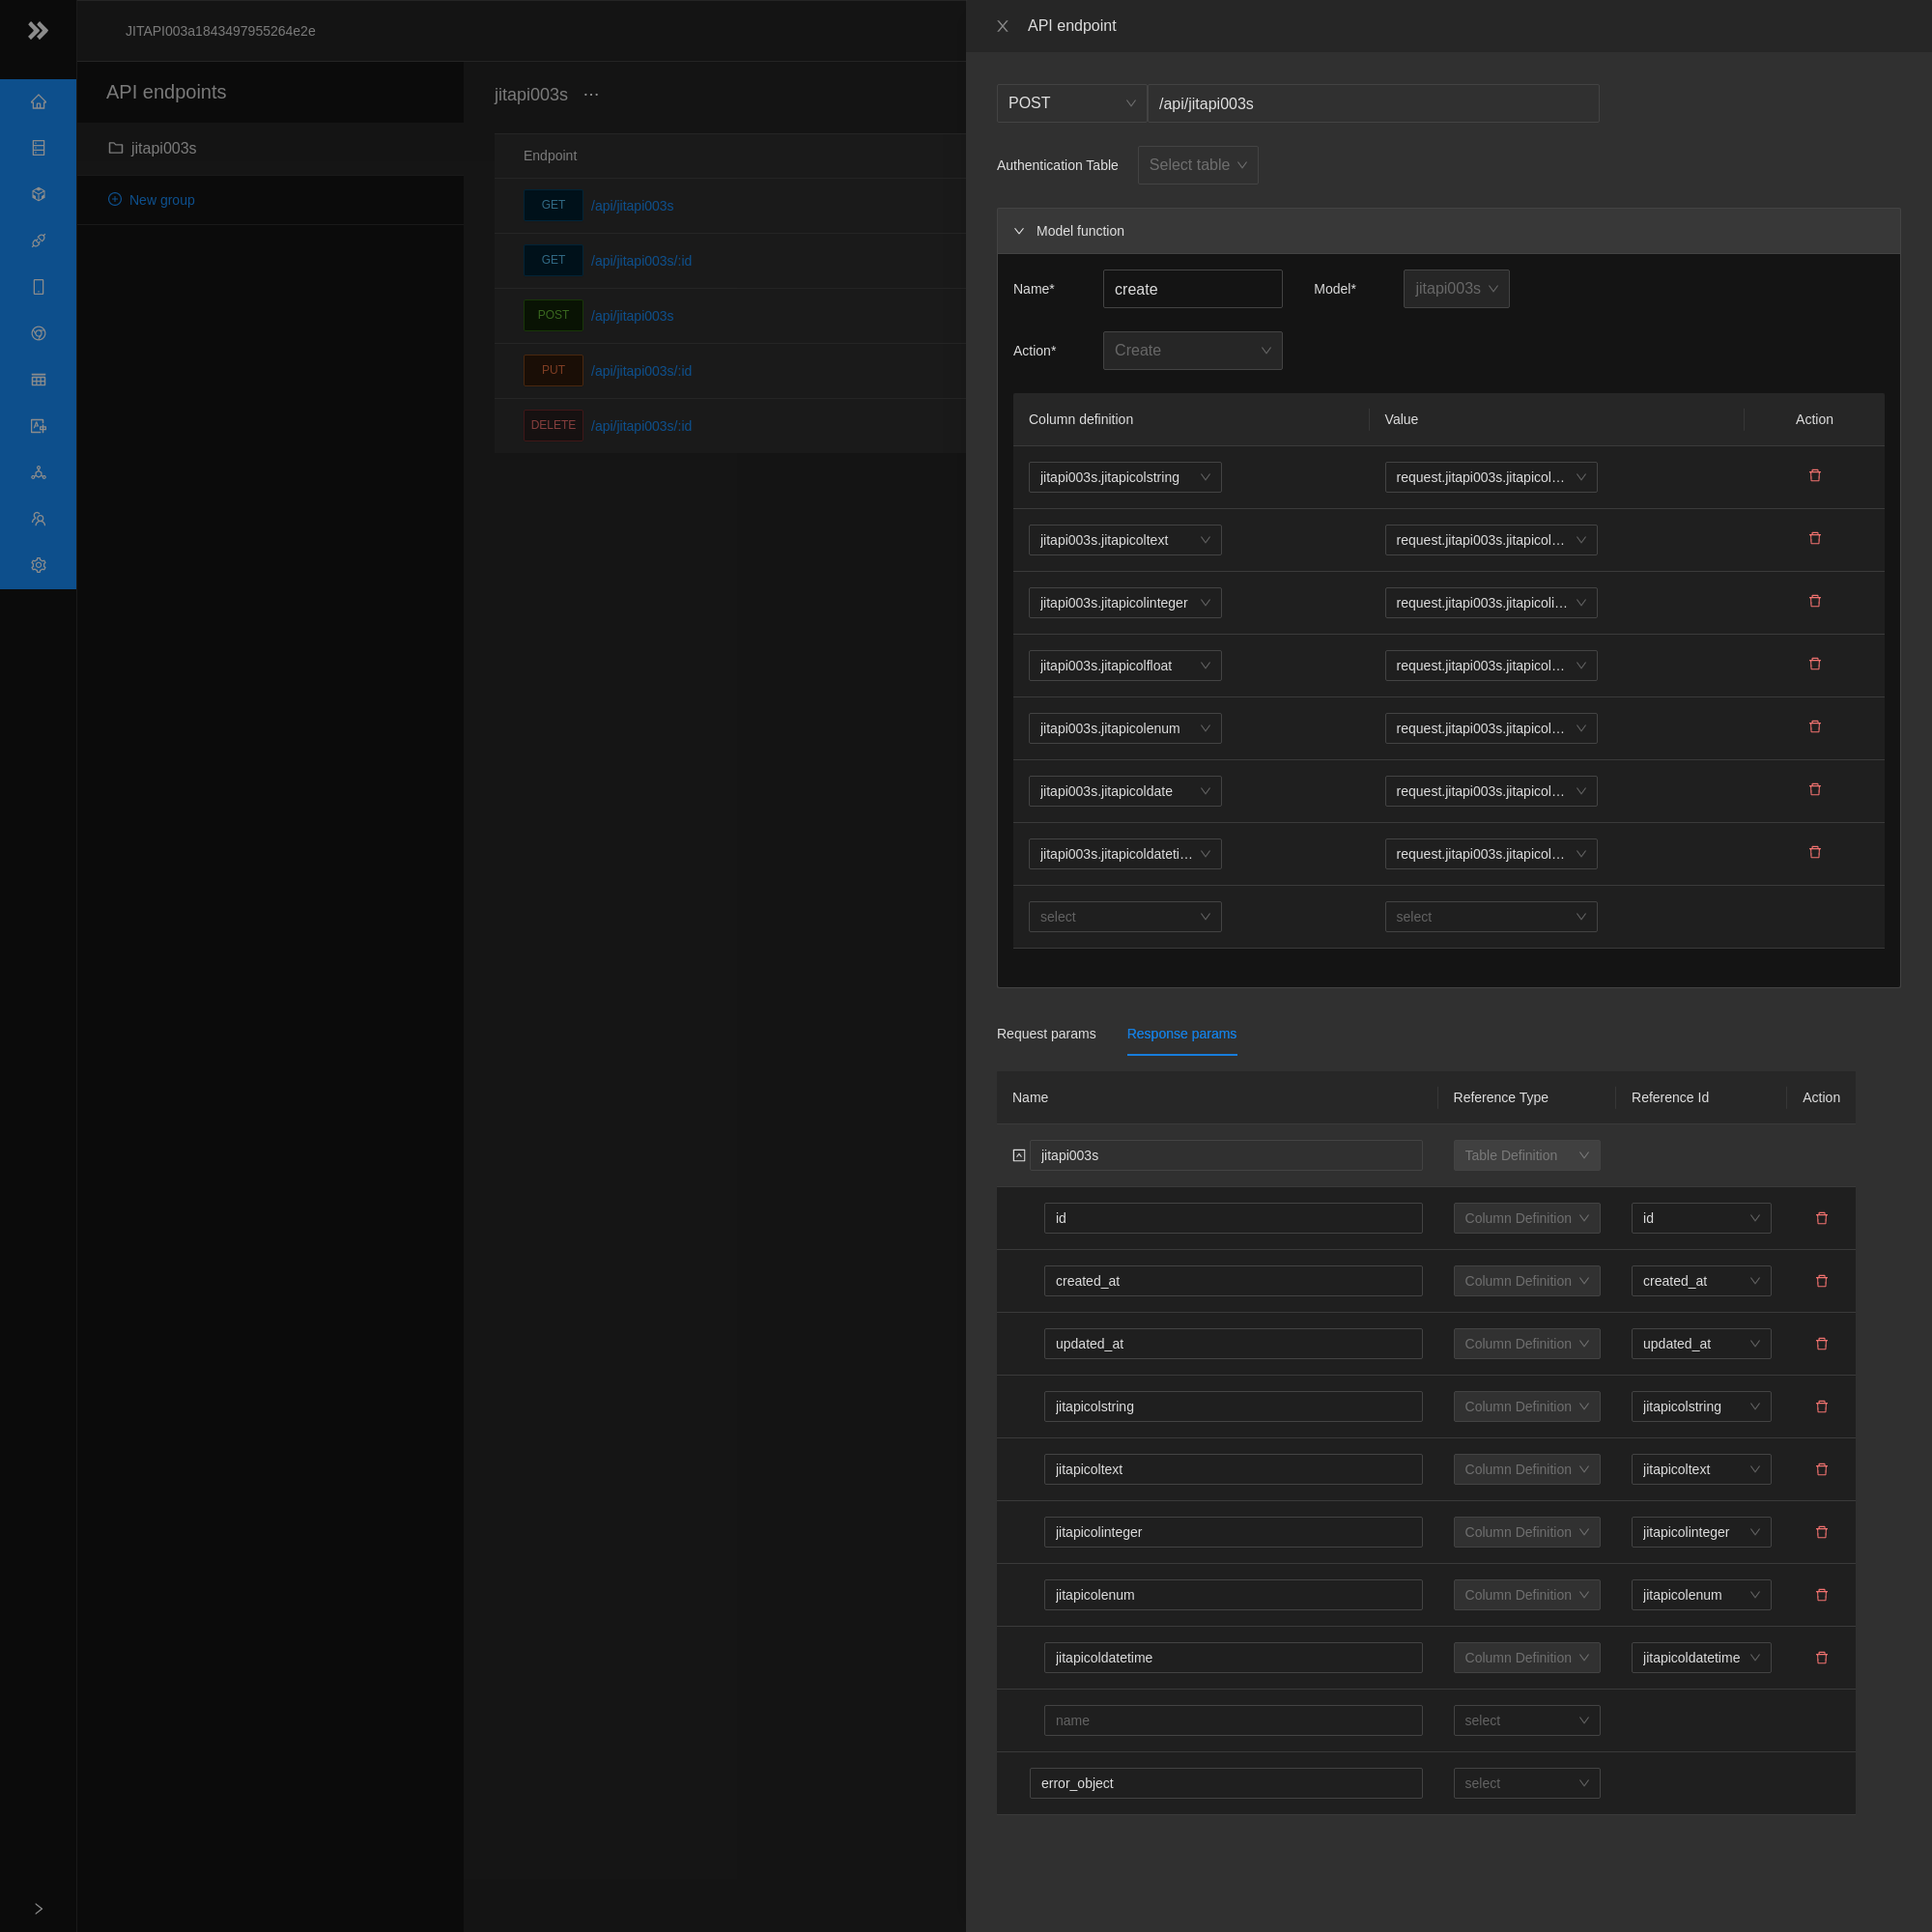 JITAPI003a1843497955264e2e
API endpoints
jitapi003s
New group
jitapi003s
Endpoint
GET /api/jitapi003s
GET /api/jitapi003s/:id
POST /api/jitapi003s
PUT /api/jitapi003s/:id
DELETE /api/jitapi003s/:id
API endpoint
POST /api/jitapi003s
Authentication Table Select table
Model function
Name* create Model* jitapi003s
Action* Create
Column definition Value Action
jitapi003s.jitapicolstring request.jitapi003s.jitapicol…
jitapi003s.jitapicoltext request.jitapi003s.jitapicol…
jitapi003s.jitapicolinteger request.jitapi003s.jitapicoli…
jitapi003s.jitapicolfloat request.jitapi003s.jitapicol…
jitapi003s.jitapicolenum request.jitapi003s.jitapicol…
jitapi003s.jitapicoldate request.jitapi003s.jitapicol…
jitapi003s.jitapicoldateti… request.jitapi003s.jitapicol…
select select
Request params Response params
Name Reference Type Reference Id Action
jitapi003s Table Definition
id Column Definition id
created_at Column Definition created_at
updated_at Column Definition updated_at
jitapicolstring Column Definition jitapicolstring
jitapicoltext Column Definition jitapicoltext
jitapicolinteger Column Definition jitapicolinteger
jitapicolenum Column Definition jitapicolenum
jitapicoldatetime Column Definition jitapicoldatetime
name select
error_object select